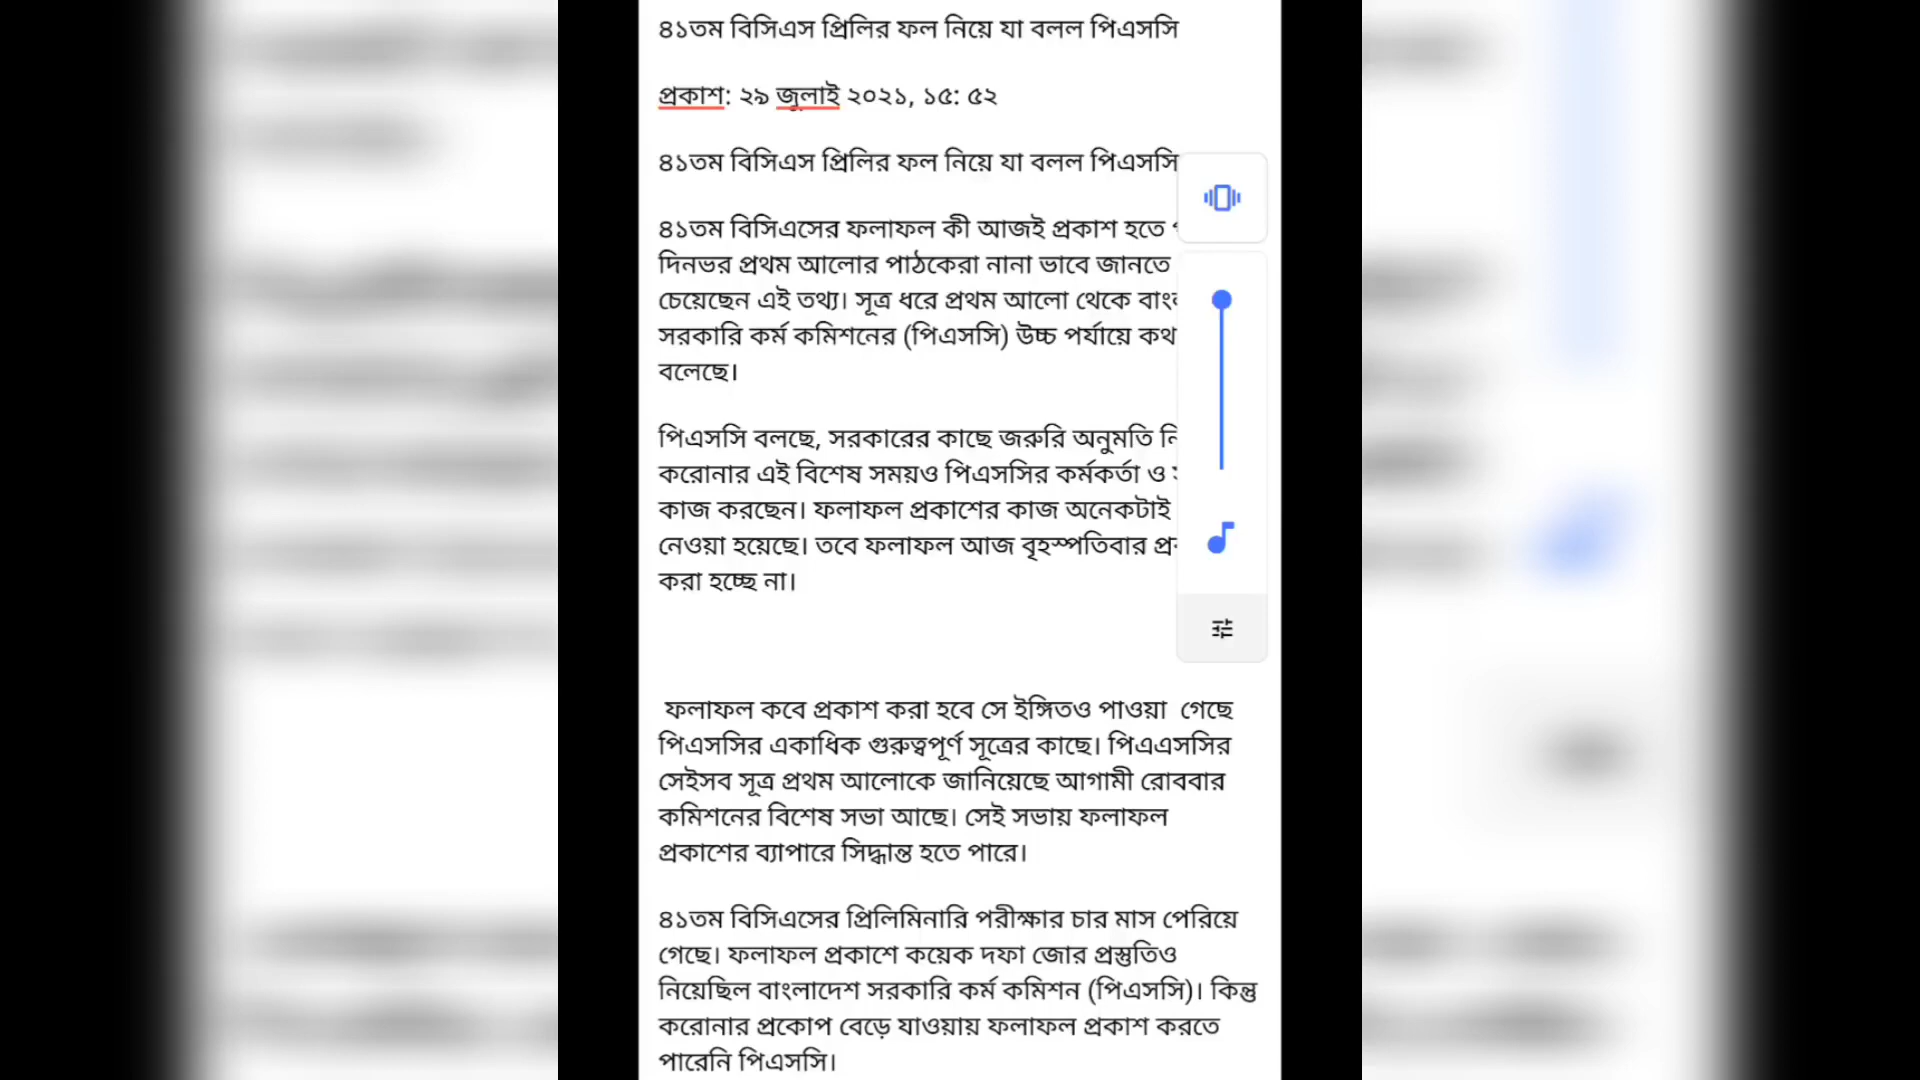 ৪১তম বিসিএস প্রিলির ফল নিয়ে যা বলল পিএসসি
প্রকাশ: ২৯ জুলাই ২০২১, ১৫: ৫২
৪১তম বিসিএস প্রিলির ফল নিয়ে যা বলল পিএসসি
৪১তম বিসিএসের ফলাফল কী আজই প্রকাশ হতে
দিনভর প্রথম আলোর পাঠকেরা নানা ভাবে জানতে
চেয়েছেন এই তথ্য। সূত্র ধরে প্রথম আলো থেকে
সরকারি কর্ম কমিশনের (পিএসসি) উচ্চ পর্যায়ে
বলেছে।
পিএসসি বলছে, সরকারের কাছে জরুরি অনুমতি
করোনার এই বিশেষ সময়ও পিএসসির কর্মকর্তা ও
কাজ করছেন। ফলাফল প্রকাশের কাজ অনেকটাই
নেওয়া হয়েছে। তবে ফলাফল আজ বৃহস্পতিবার
করা হচ্ছে না।
ফলাফল কবে প্রকাশ করা হবে সে ইঙ্গিতও পাওয়া গেছে
পিএসসির একাধিক গুরুত্বপূর্ণ সূত্রের কাছে। পিএএসসির
সেইসব সূত্র প্রথম আলোকে জানিয়েছে আগামী রোববার
কমিশনের বিশেষ সভা আছে। সেই সভায় ফলাফল
প্রকাশের ব্যাপারে সিদ্ধান্ত হতে পারে।
৪১তম বিসিএসের প্রিলিমিনারি পরীক্ষার চার মাস পেরিয়ে
গেছে। ফলাফল প্রকাশে কয়েক দফা জোর প্রস্তুতিও
নিয়েছিল বাংলাদেশ সরকারি কর্ম কমিশন (পিএসসি)। কিন্তু
করোনার প্রকোপ বেড়ে যাওয়ায় ফলাফল প্রকাশ করতে
পারেনি পিএসসি।